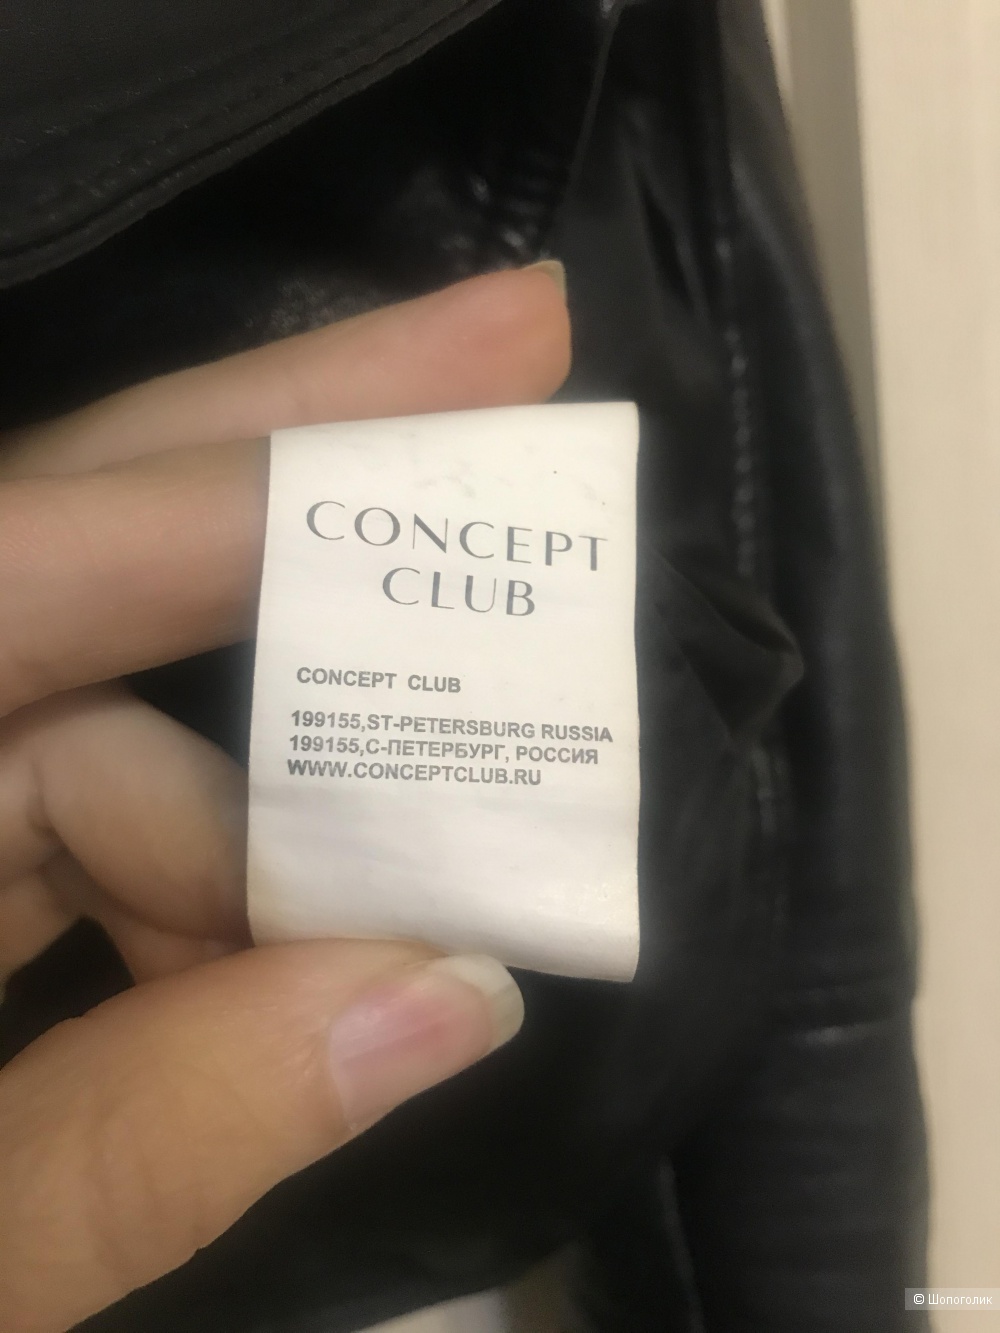 CONCEPT
CLUB
CONCEPT CLUB
199155,ST-PETERSBURG RUSSIA
199155,С-ПЕТЕРБУРГ, РОССИЯ
WWW.CONCEPTCLUB.RU
© Шопоголик